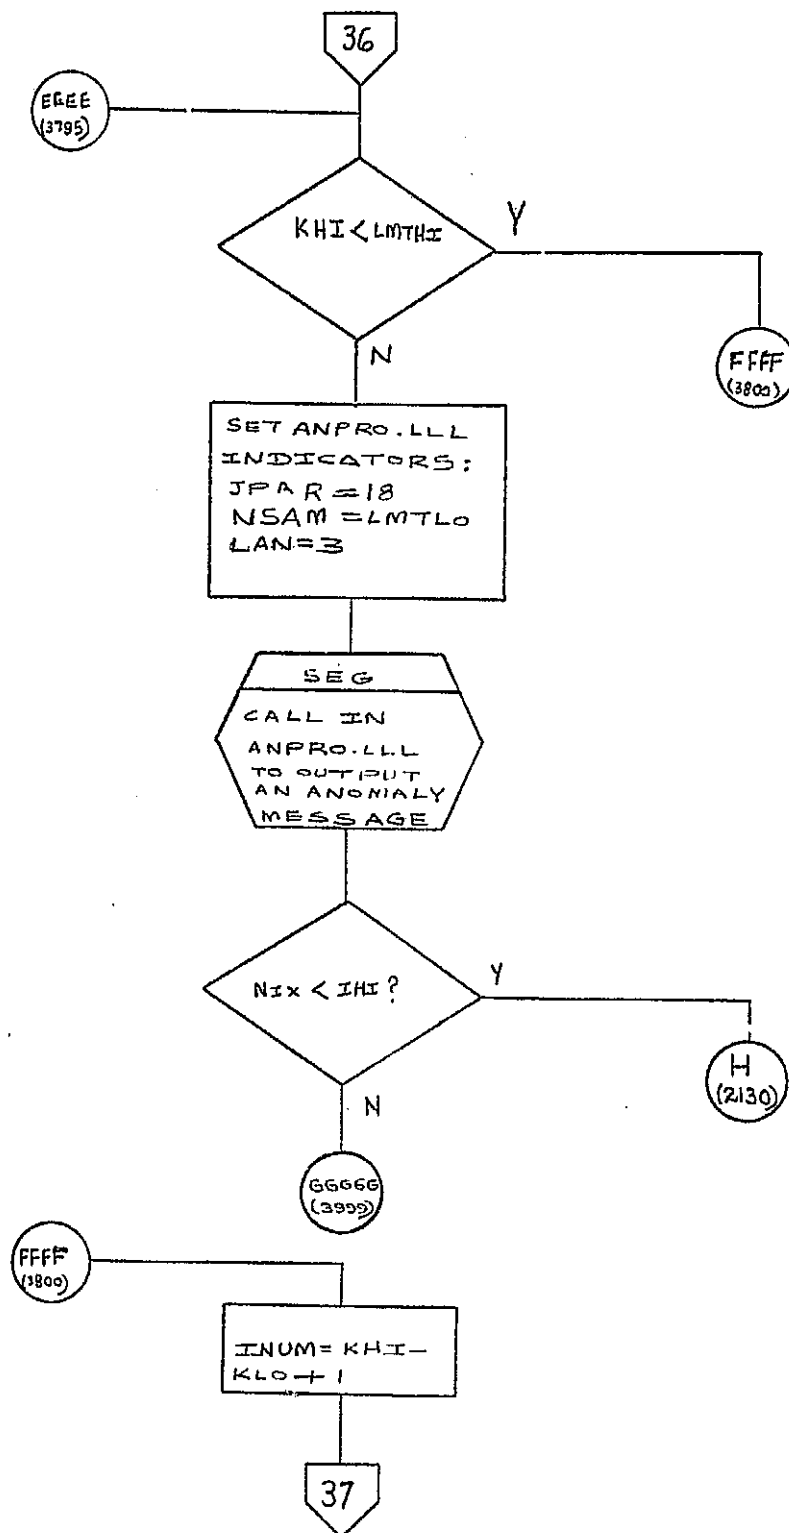 36
EEEE
(3795)
KHI < LMTHI
Y
N
FFFF
(3800)
SET ANPRO.LLL
INDICATORS:
JPAR = 18
NSAM = LMTLO
LAN=3
SEG
CALL IN
ANPRO.LLL
TO OUTPUT
AN ANOMALY
MESSAGE
NIX < IHI?
Y
H
(2130)
N
GGGGG
(3999)
FFFF
(3800)
INUM= KHI-
KLO+1
37